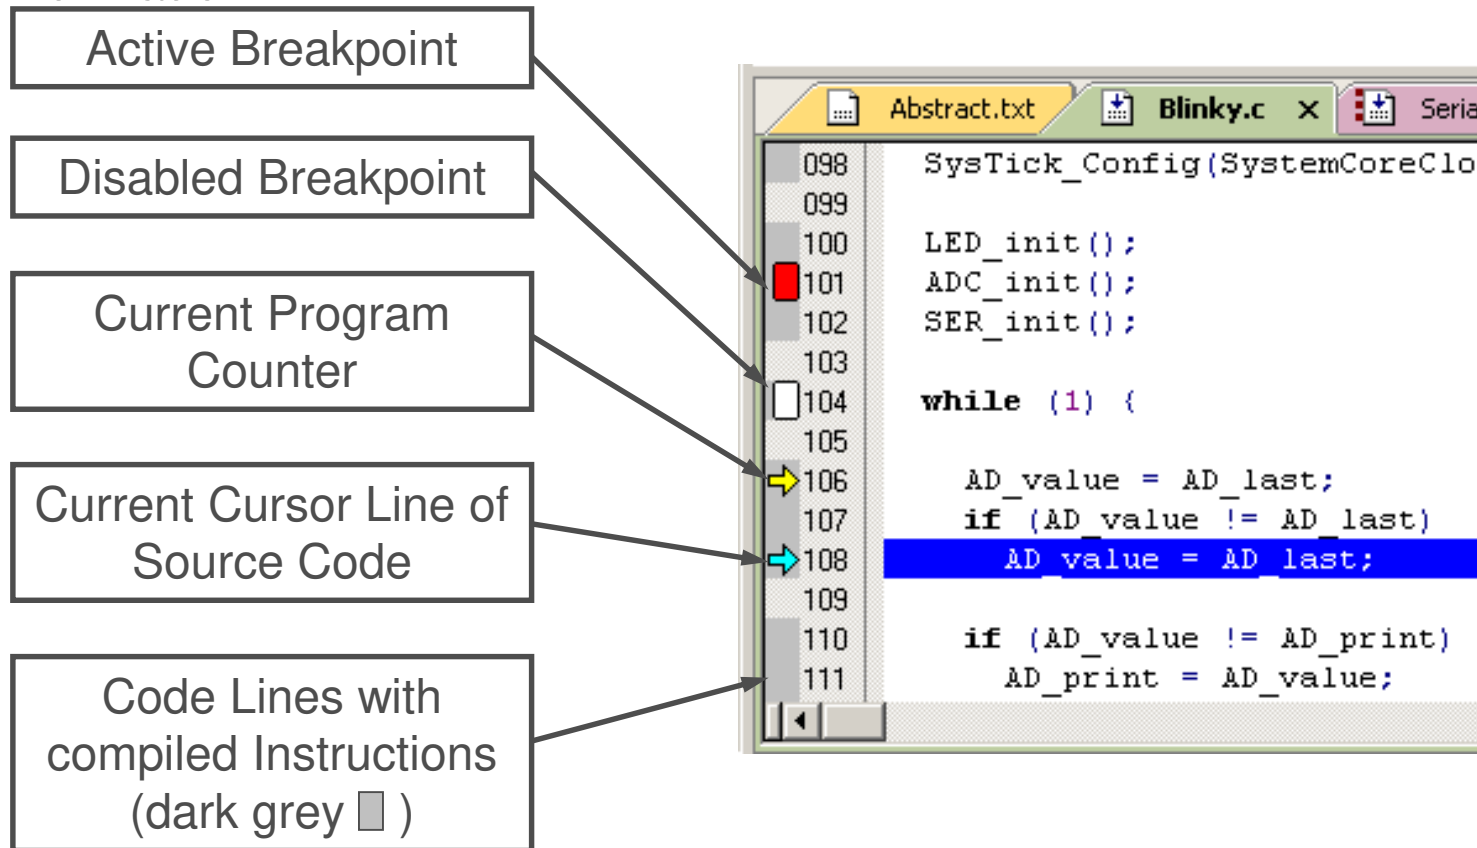 Active Breakpoint
Disabled Breakpoint
Current Program
Counter
Current Cursor Line of
Source Code
Code Lines with
compiled Instructions
(dark grey )
Abstract.txt Blinky.c Seria
098 SysTick_Config(SystemCoreClo
099
100 LED_init();
101 ADC_init();
102 SER_init();
103
104 while (1) {
105
106 AD_value = AD_last;
107 if (AD_value != AD_last)
108 AD_value = AD_last;
109
110 if (AD_value != AD_print)
111 AD_print = AD_value;